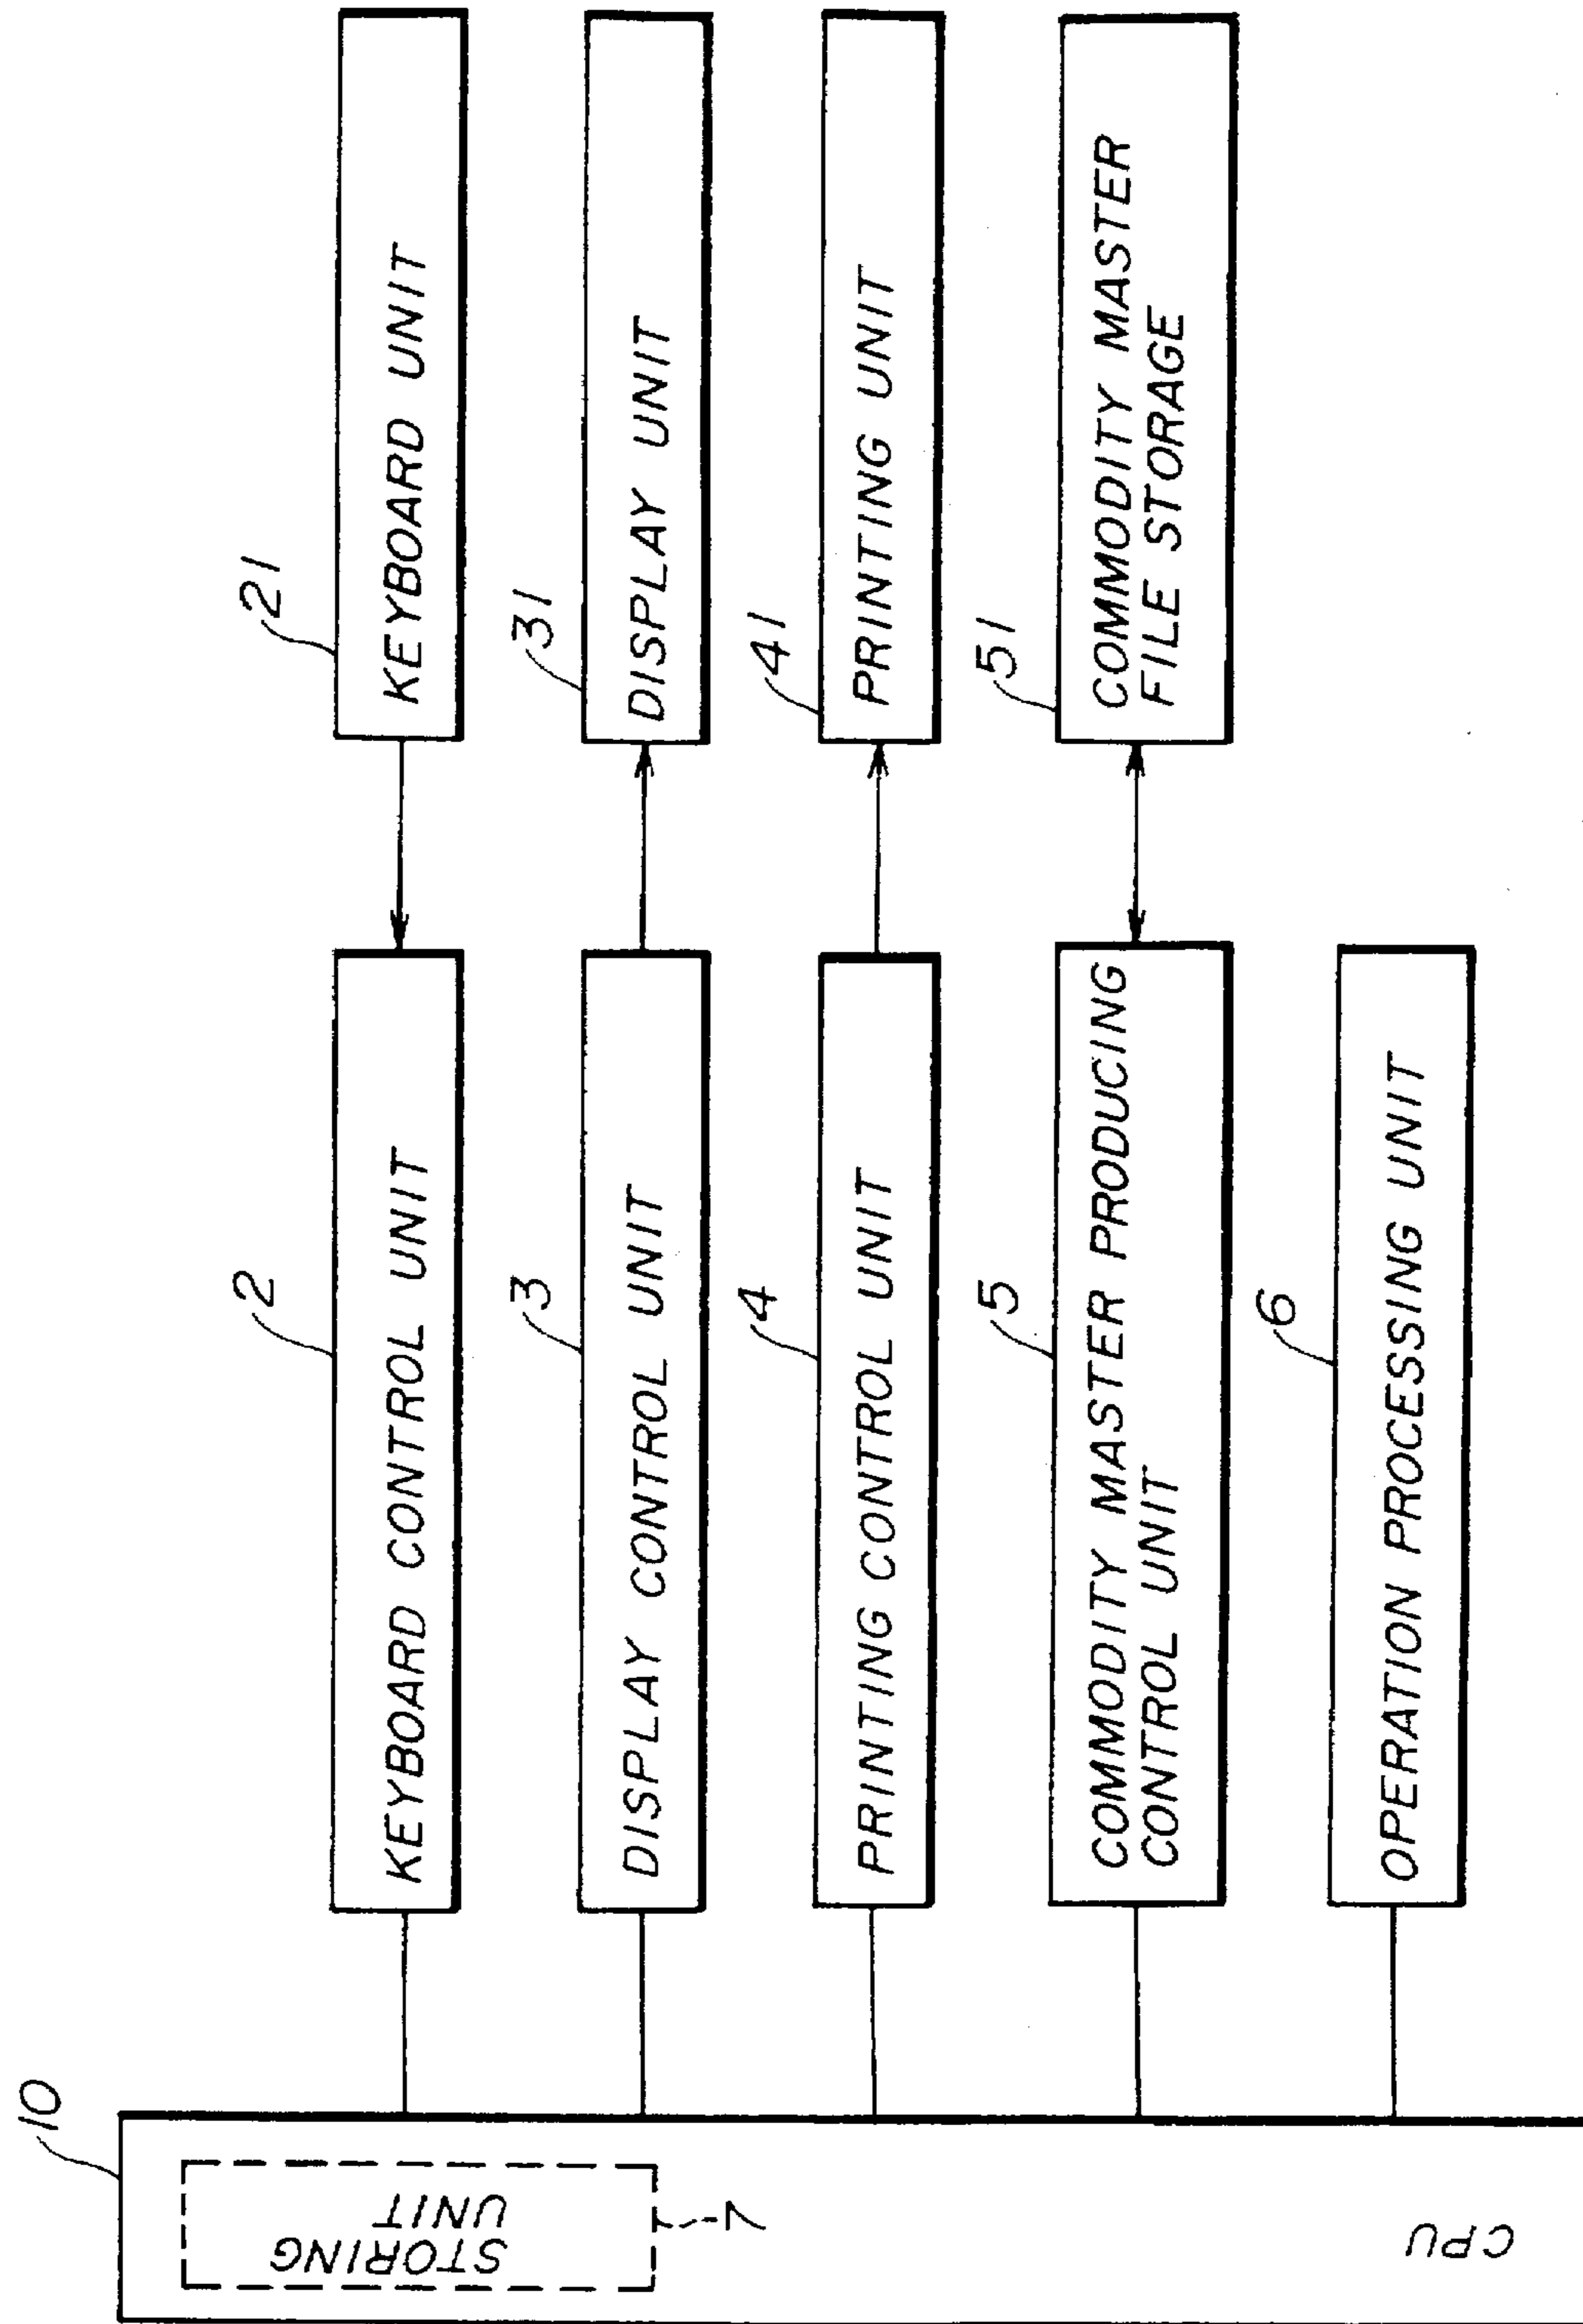 10
STORING
UNIT
7
CPU
2
KEYBOARD CONTROL UNIT
21
KEYBOARD UNIT
3
DISPLAY CONTROL UNIT
31
DISPLAY UNIT
4
PRINTING CONTROL UNIT
41
PRINTING UNIT
5
COMMODITY MASTER PRODUCING
CONTROL UNIT
51
COMMODITY MASTER
FILE STORAGE
6
OPERATION PROCESSING UNIT